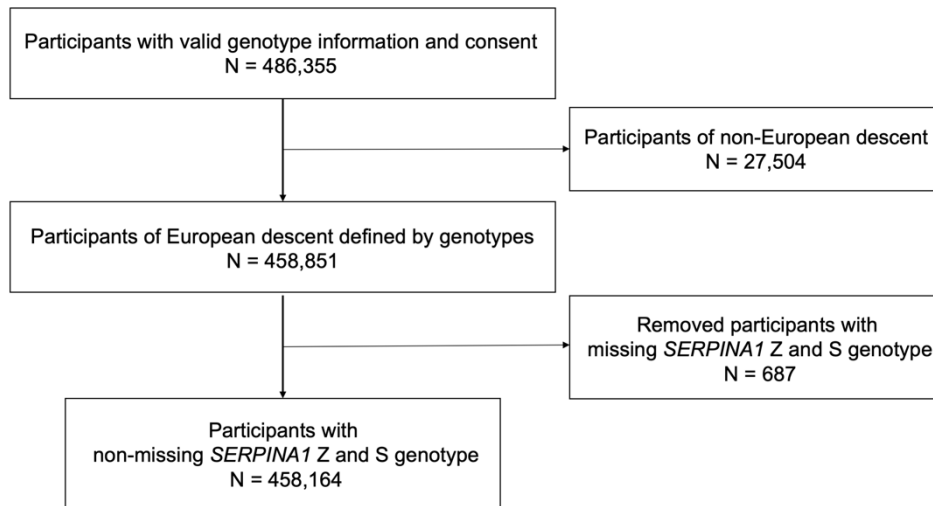 Participants with valid genotype information and consent
N = 486,355
Participants of non-European descent
N = 27,504
Participants of European descent defined by genotypes
N = 458,851
Removed participants with
missing SERPINA1 Z and S genotype
N = 687
Participants with
non-missing SERPINA1 Z and S genotype
N = 458,164